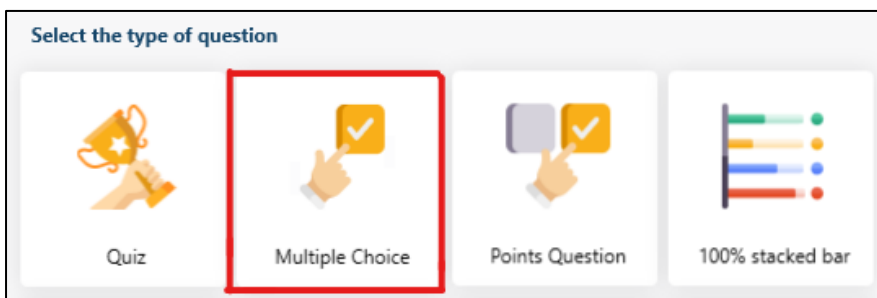 Select the type of question
Quiz
Multiple Choice
Points Question
100% stacked bar